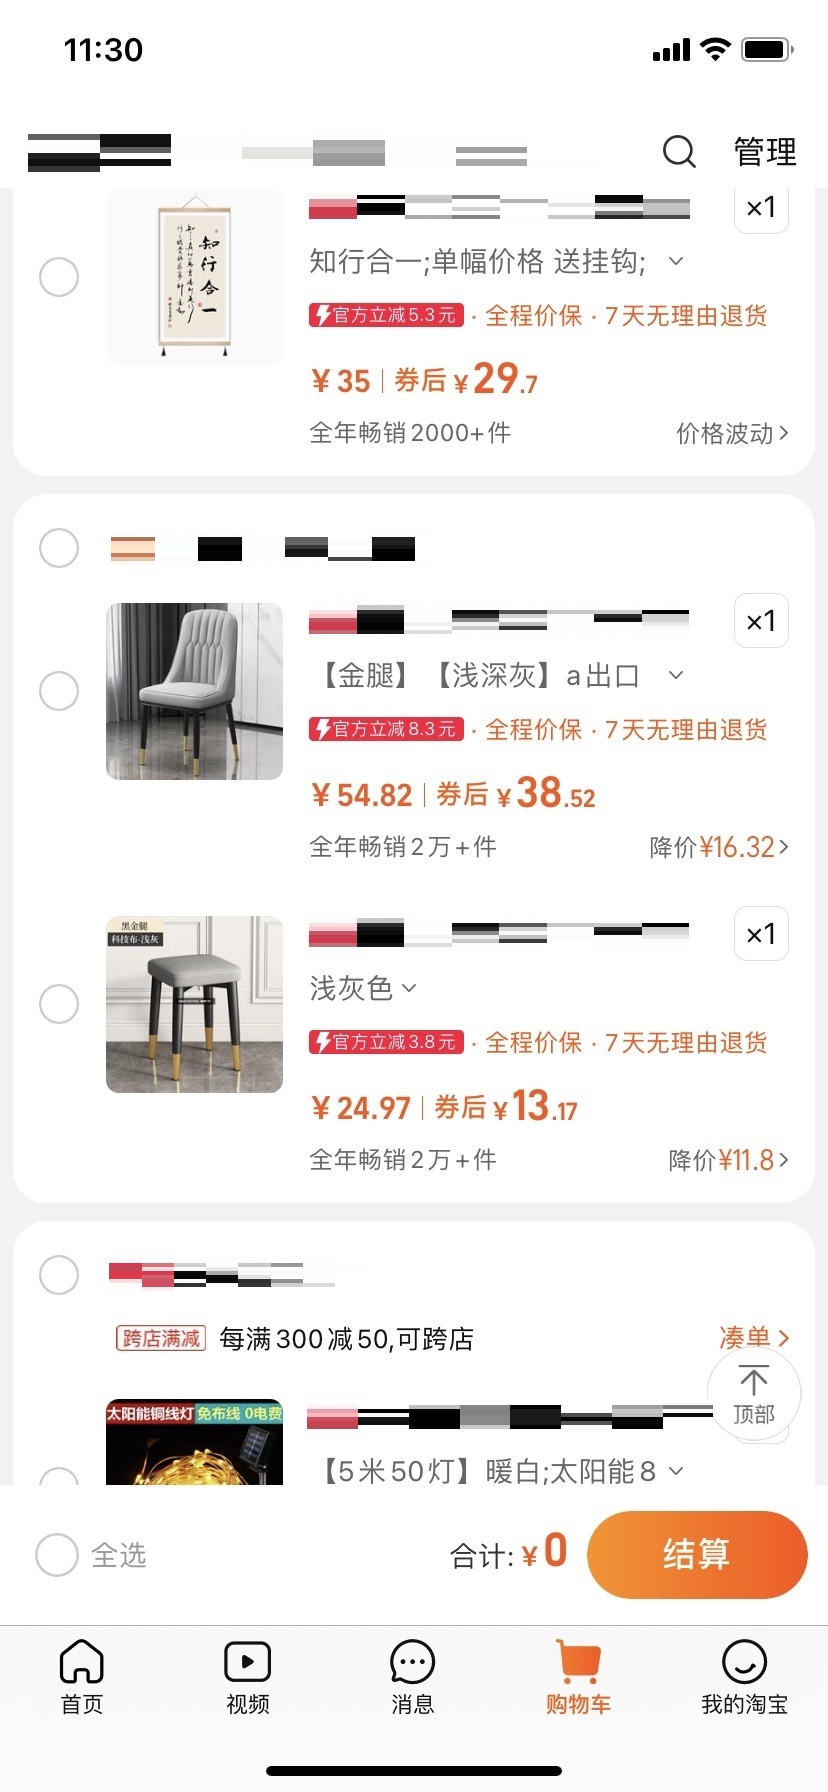 11:30
管理
知行合一
×1
知行合一;单幅价格 送挂钩;
官方立减5.3元 · 全程价保 · 7天无理由退货
¥35 券后 ¥29.7
全年畅销2000+件 价格波动
×1
【金腿】【浅深灰】a出口
官方立减8.3元 · 全程价保 · 7天无理由退货
¥54.82 券后 ¥38.52
全年畅销2万+件 降价¥16.32
黑金腿
科技布-浅灰
×1
浅灰色
官方立减3.8元 · 全程价保 · 7天无理由退货
¥24.97 券后 ¥13.17
全年畅销2万+件 降价¥11.8
跨店满减 每满300减50,可跨店 凑单
顶部
太阳能铜线灯 免布线 0电费
【5米50灯】暖白;太阳能8
全选 合计: ¥0 结算
首页 视频 消息 购物车 我的淘宝